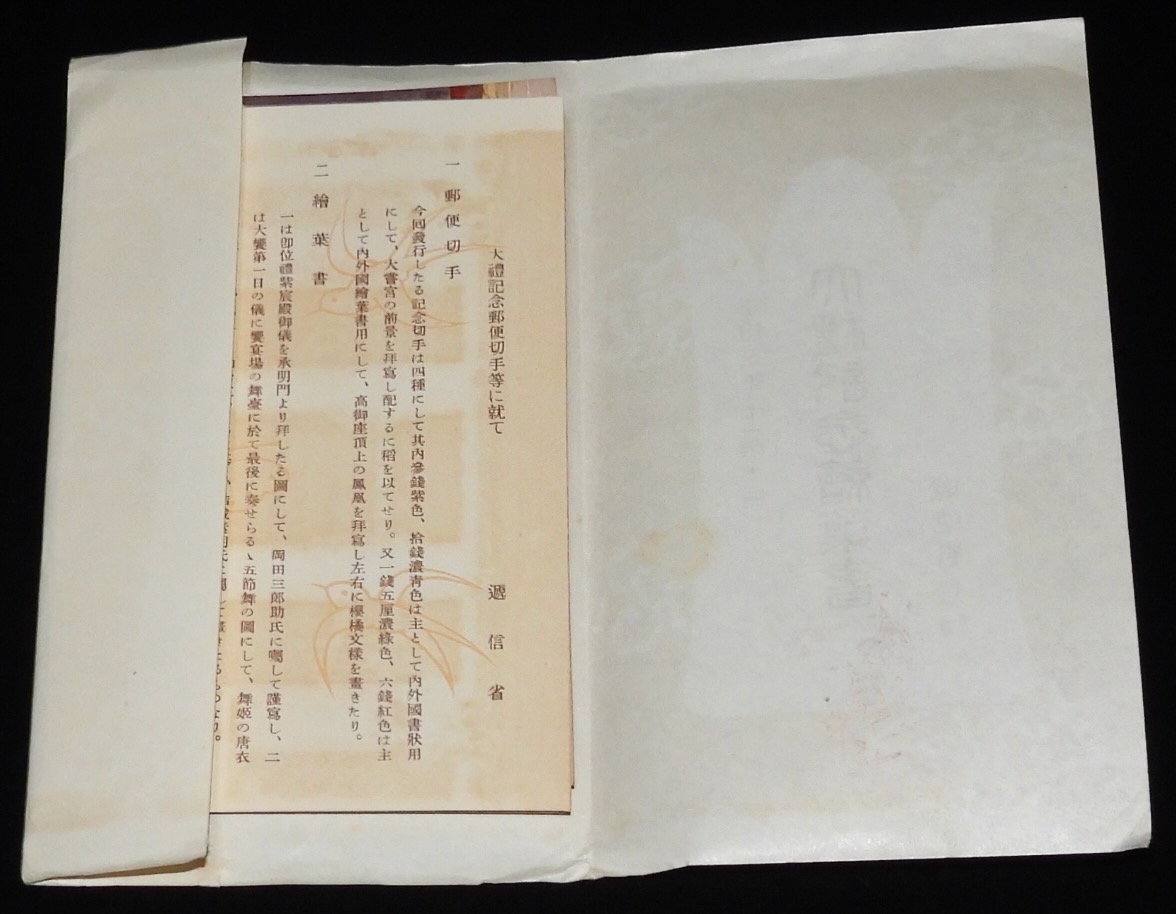 大禮記念郵便切手等に就て
遞信省
一 郵便切手
今回發行したる記念切手は四種にして其內參錢紫色、拾錢濃靑色は主として內外國書狀用
にして、大嘗宮の前景を拜寫し配するに稻を以てせり。又一錢五厘濃綠色、六錢紅色は主
として內外國繪葉書用にして、高御座頂上の鳳凰を拜寫し左右に櫻橘文樣を畫きたり。
二 繪葉書
一は卽位禮紫宸殿御儀を承明門より拜したる圖にして、岡田三郞助氏に囑して謹寫し、二
は大饗第一日の儀に饗宴場の舞臺に於て最後に奏せらるゝ五節舞の圖にして、舞姬の唐衣